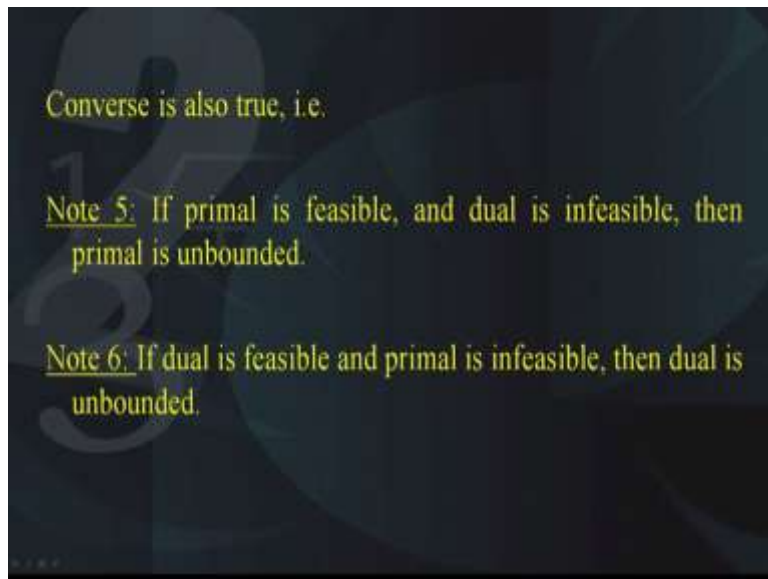 Converse is also true, i.e.
Note 5: If primal is feasible, and dual is infeasible, then
primal is unbounded.
Note 6: If dual is feasible and primal is infeasible, then dual is
unbounded.